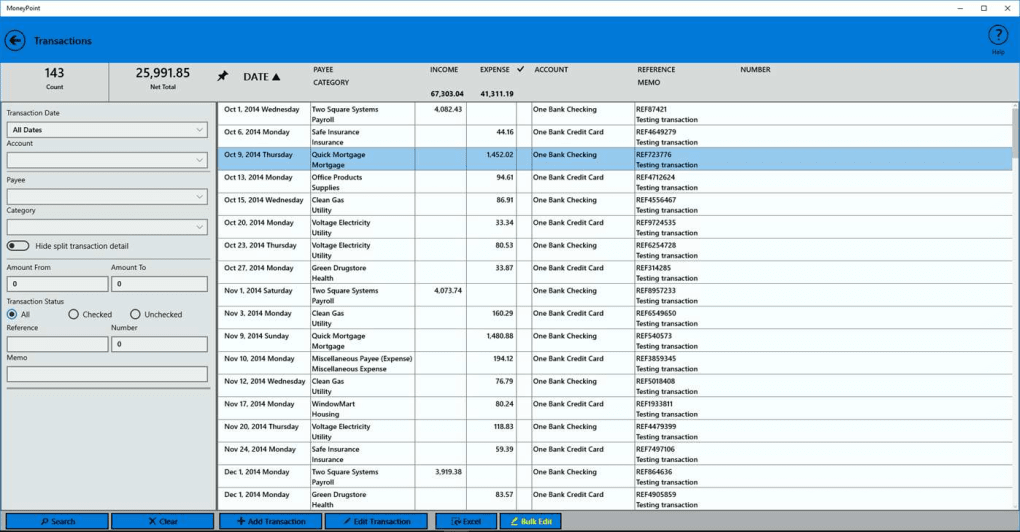 MoneyPoint
Transactions
Help
143
Count
25,991.85
Net Total
DATE
PAYEE
CATEGORY
INCOME
67,303.04
EXPENSE
41,311.19
ACCOUNT
REFERENCE
MEMO
NUMBER
Transaction Date
All Dates
Account
Payee
Category
Hide split transaction detail
Amount From Amount To
0 0
Transaction Status
All Checked Unchecked
Reference Number
0
Memo
Oct 1, 2014 Wednesday Two Square Systems 4,082.43 One Bank Checking REF87421
Payroll Testing transaction
Oct 6, 2014 Monday Safe Insurance 44.16 One Bank Credit Card REF4649279
Insurance Testing transaction
Oct 9, 2014 Thursday Quick Mortgage 1,452.02 One Bank Checking REF723776
Mortgage Testing transaction
Oct 13, 2014 Monday Office Products 94.61 One Bank Credit Card REF4712624
Supplies Testing transaction
Oct 15, 2014 Wednesday Clean Gas 86.91 One Bank Checking REF4556467
Utility Testing transaction
Oct 20, 2014 Monday Voltage Electricity 33.34 One Bank Credit Card REF9724535
Utility Testing transaction
Oct 23, 2014 Thursday Voltage Electricity 80.53 One Bank Checking REF6254728
Utility Testing transaction
Oct 27, 2014 Monday Green Drugstore 33.87 One Bank Credit Card REF314285
Health Testing transaction
Nov 1, 2014 Saturday Two Square Systems 4,073.74 One Bank Checking REF8957233
Payroll Testing transaction
Nov 3, 2014 Monday Clean Gas 160.29 One Bank Credit Card REF6549650
Utility Testing transaction
Nov 9, 2014 Sunday Quick Mortgage 1,480.88 One Bank Checking REF540573
Mortgage Testing transaction
Nov 10, 2014 Monday Miscellaneous Payee (Expense) 194.12 One Bank Credit Card REF3859345
Miscellaneous Expense Testing transaction
Nov 12, 2014 Wednesday Clean Gas 76.79 One Bank Checking REF5018408
Utility Testing transaction
Nov 17, 2014 Monday WindowMart 80.24 One Bank Credit Card REF1933811
Housing Testing transaction
Nov 20, 2014 Thursday Voltage Electricity 118.83 One Bank Checking REF4479399
Utility Testing transaction
Nov 24, 2014 Monday Safe Insurance 59.39 One Bank Credit Card REF7497106
Insurance Testing transaction
Dec 1, 2014 Monday Two Square Systems 3,919.38 One Bank Checking REF864636
Payroll Testing transaction
Dec 1, 2014 Monday Green Drugstore 83.57 One Bank Credit Card REF4905859
Health Testing transaction
Search Clear Add Transaction Edit Transaction Excel Bulk Edit